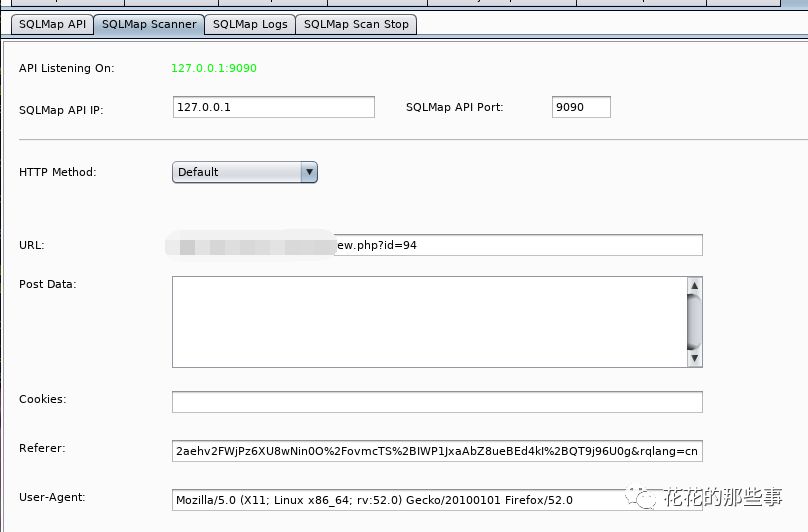 SQLMap API SQLMap Scanner SQLMap Logs SQLMap Scan Stop
API Listening On: 127.0.0.1:9090
SQLMap API IP: 127.0.0.1 SQLMap API Port: 9090
HTTP Method: Default
URL: ew.php?id=94
Post Data:
Cookies:
Referer: 2aehv2FWjPz6XU8wNin0O%2FovmcTS%2BIWP1JxaAbZ8ueBEd4kI%2BQT9j96U0g&rqlang=cn
User-Agent: Mozilla/5.0 (X11; Linux x86_64; rv:52.0) Gecko/20100101 Firefox/52.0
花花的那些事